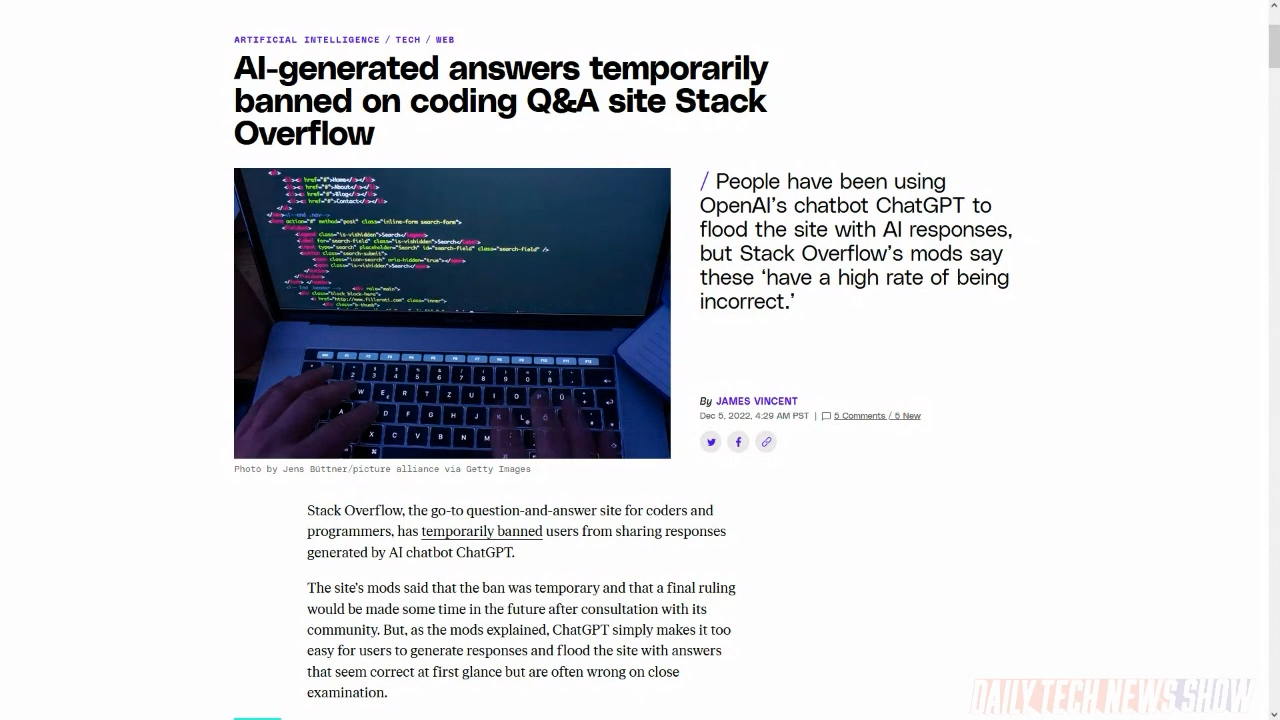 ARTIFICIAL INTELLIGENCE / TECH / WEB
AI-generated answers temporarily
banned on coding Q&A site Stack
Overflow
/ People have been using
OpenAI's chatbot ChatGPT to
flood the site with AI responses,
but Stack Overflow's mods say
these ‘have a high rate of being
incorrect.’
By JAMES VINCENT
Dec 5, 2022, 4:29 AM PST | 5 Comments / 5 New
Photo by Jens Büttner/picture alliance via Getty Images
Stack Overflow, the go-to question-and-answer site for coders and
programmers, has temporarily banned users from sharing responses
generated by AI chatbot ChatGPT.
The site's mods said that the ban was temporary and that a final ruling
would be made some time in the future after consultation with its
community. But, as the mods explained, ChatGPT simply makes it too
easy for users to generate responses and flood the site with answers
that seem correct at first glance but are often wrong on close
examination.
DAILY TECH NEWS SHOW